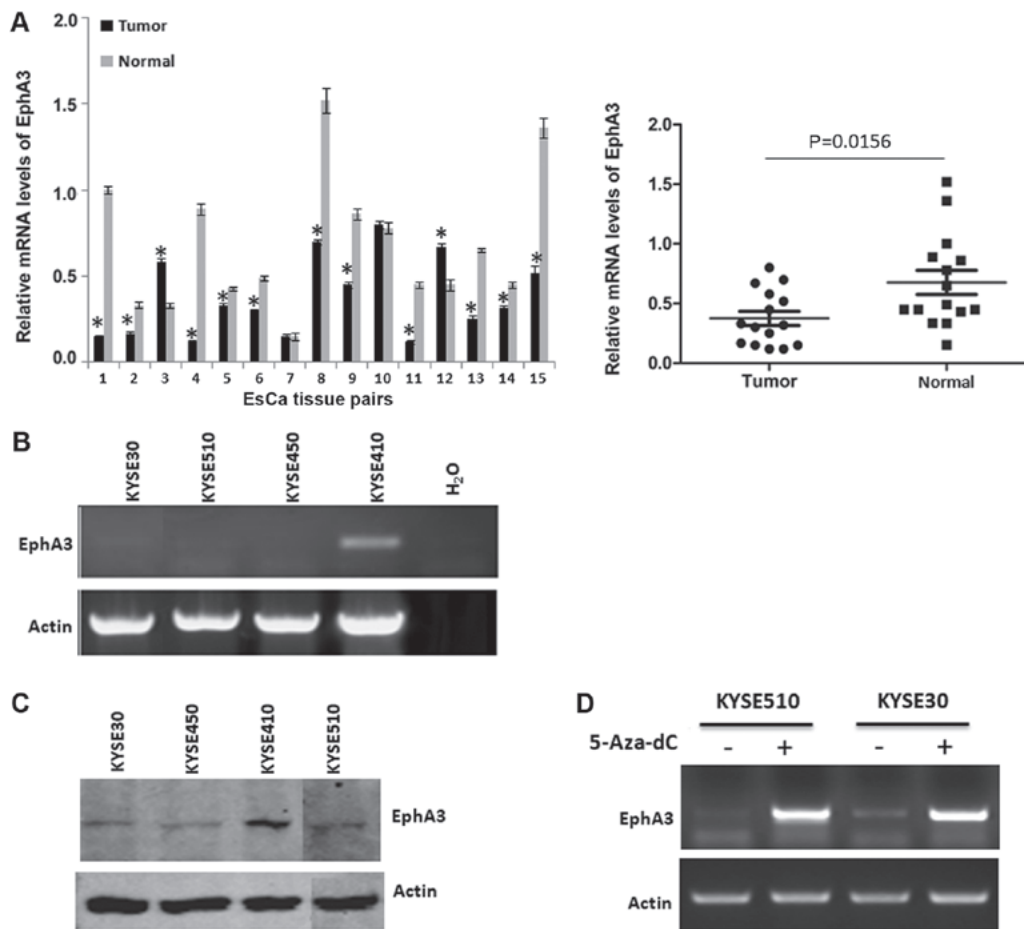 A
Relative mRNA levels of EphA3
2.0
1.5
1.0
0.5
0.0
Tumor
Normal
* * * * * * * * * * * * *
1 2 3 4 5 6 7 8 9 10 11 12 13 14 15
EsCa tissue pairs
Relative mRNA levels of EphA3
2.0
1.5
1.0
0.5
0.0
P=0.0156
Tumor Normal
B
KYSE30 KYSE510 KYSE450 KYSE410 H₂O
EphA3
Actin
C
KYSE30 KYSE450 KYSE410 KYSE510
EphA3
Actin
D
KYSE510 KYSE30
5-Aza-dC - + - +
EphA3
Actin